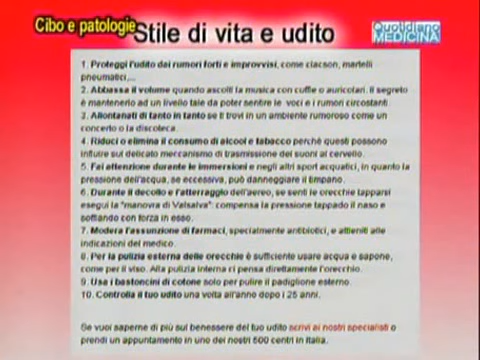 Cibo e patologie
Stile di vita e udito
Quotidiano
MEDICINA
1. Proteggi l'udito dai rumori forti e improvvisi, come clacson, martelli
pneumatici,...
2. Abbassa il volume quando ascolti la musica con cuffie o auricolari. Il segreto
è mantenerlo ad un livello tale da poter sentire le voci e i rumori circostanti.
3. Allontanati di tanto in tanto se ti trovi in un ambiente rumoroso come un
concerto o la discoteca.
4. Riduci o elimina il consumo di alcool e tabacco perché questi possono
influire sul delicato meccanismo di trasmissione dei suoni al cervello.
5. Fai attenzione durante le immersioni e negli altri sport acquatici, in quanto la
pressione dell'acqua, se eccessiva, può danneggiare il timpano.
6. Durante il decollo e l'atterraggio dell'aereo, se senti le orecchie tapparsi
esegui la "manovra di Valsalva": compensa la pressione tappando il naso e
soffiando con forza in esso.
7. Modera l'assunzione di farmaci, specialmente antibiotici, e attieniti alle
indicazioni del medico.
8. Per la pulizia esterna delle orecchie è sufficiente usare acqua e sapone,
come per il viso. Alla pulizia interna ci pensa direttamente l'orecchio.
9. Usa i bastoncini di cotone solo per pulire il padiglione esterno.
10. Controlla il tuo udito una volta all'anno dopo i 25 anni.
Se vuoi saperne di più sul benessere del tuo udito scrivi ai nostri specialisti o
prendi un appuntamento in uno dei nostri 500 centri in Italia.